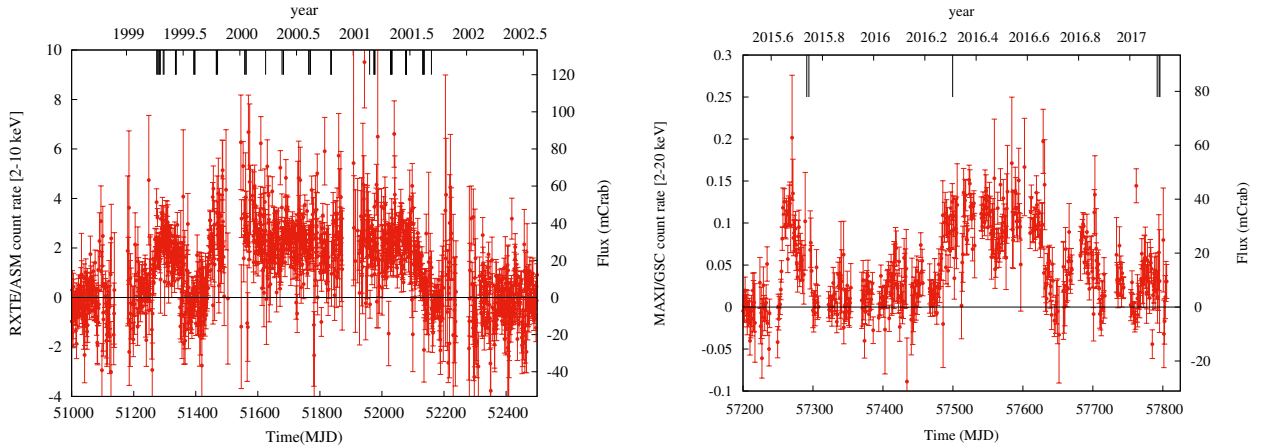 year
1999 1999.5 2000 2000.5 2001 2001.5 2002 2002.5
RXTE/ASM count rate [2-10 keV]
10
8
6
4
2
0
-2
-4
120
100
80
60
40
20
0
-20
-40
Flux (mCrab)
51000 51200 51400 51600 51800 52000 52200 52400
Time(MJD)
year
2015.6 2015.8 2016 2016.2 2016.4 2016.6 2016.8 2017
MAXI/GSC count rate [2-20 keV]
0.3
0.25
0.2
0.15
0.1
0.05
0
-0.05
-0.1
80
60
40
20
0
-20
Flux (mCrab)
57200 57300 57400 57500 57600 57700 57800
Time (MJD)